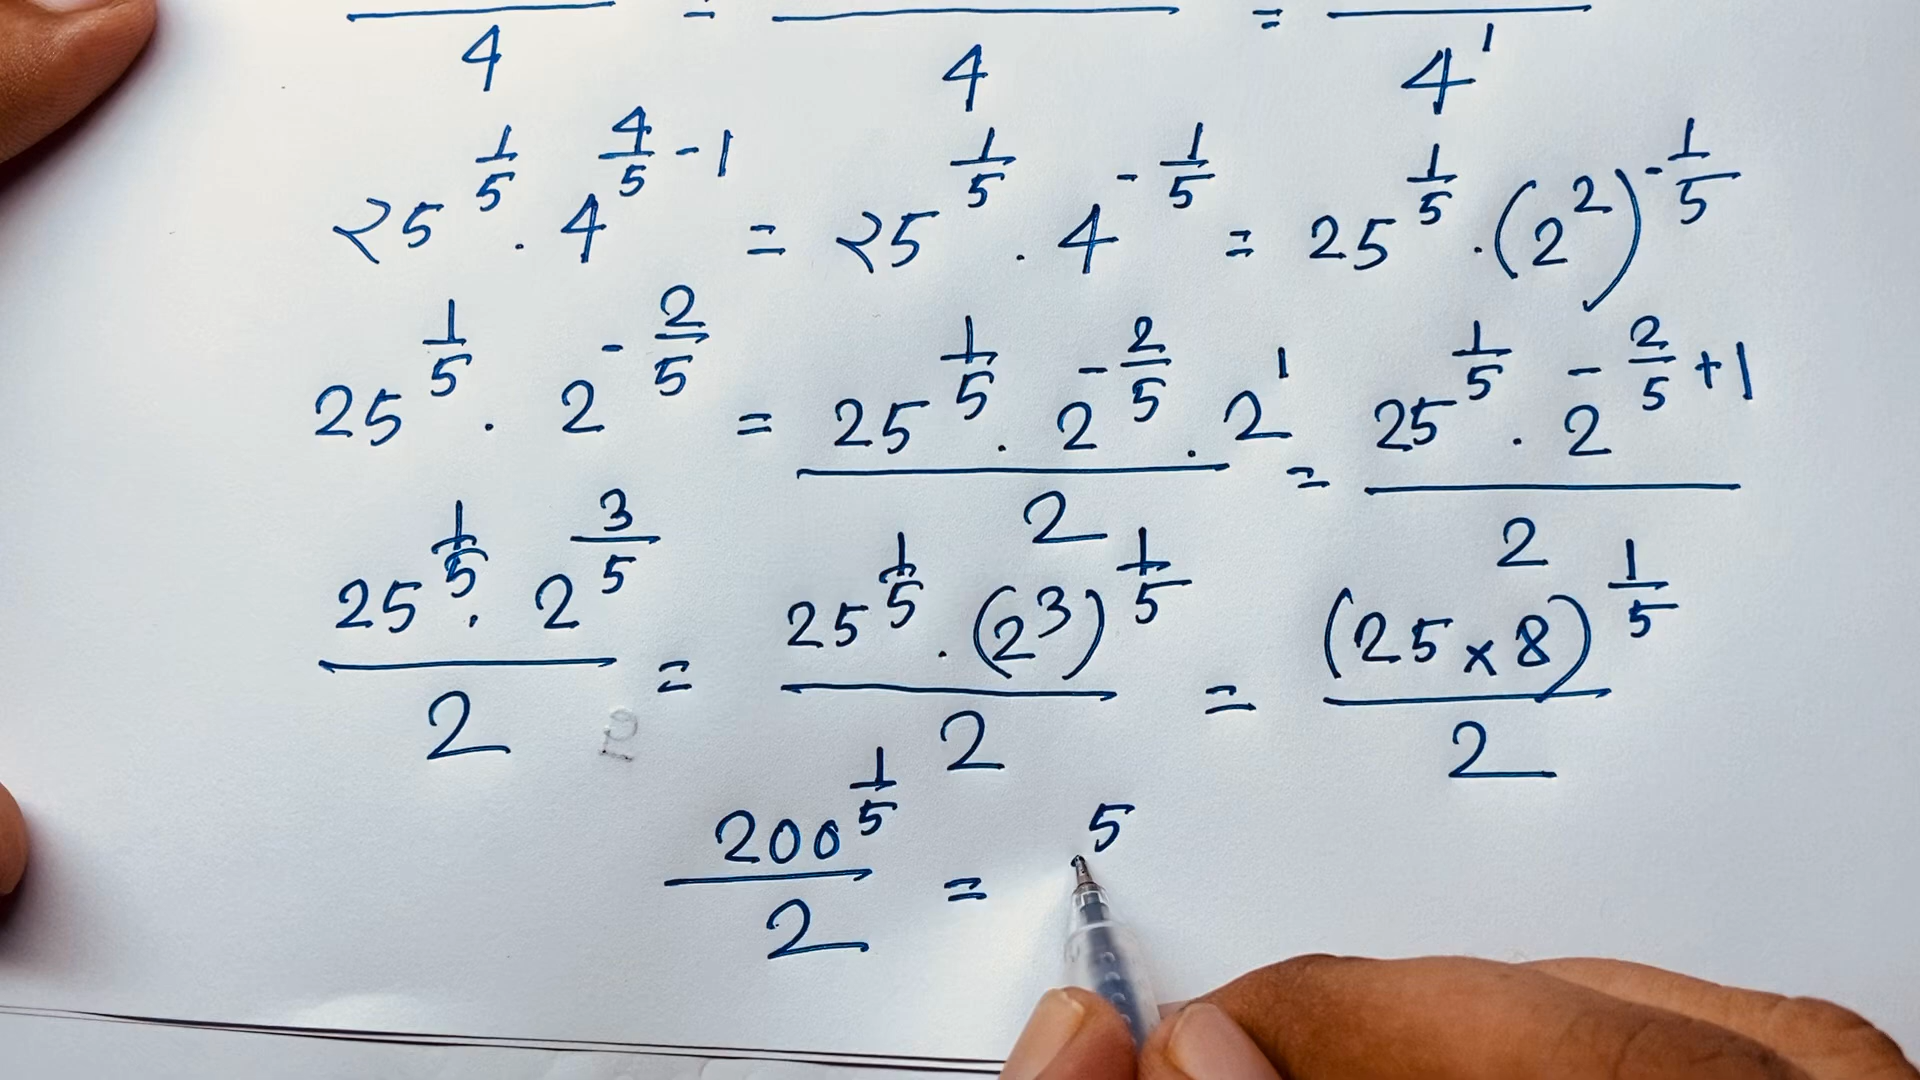 /4 = /4 = /4^1
25^(1/5) . 4^(4/5 - 1) = 25^(1/5) . 4^(-1/5) = 25^(1/5) . (2^2)^(-1/5)
25^(1/5) . 2^(-2/5) = (25^(1/5) . 2^(-2/5) . 2^1)/2 = (25^(1/5) . 2^(-2/5 + 1))/2
(25^(1/5) . 2^(3/5))/2 = (25^(1/5) . (2^3)^(1/5))/2 = (25 × 8)^(1/5)/2
200^(1/5)/2 = 5